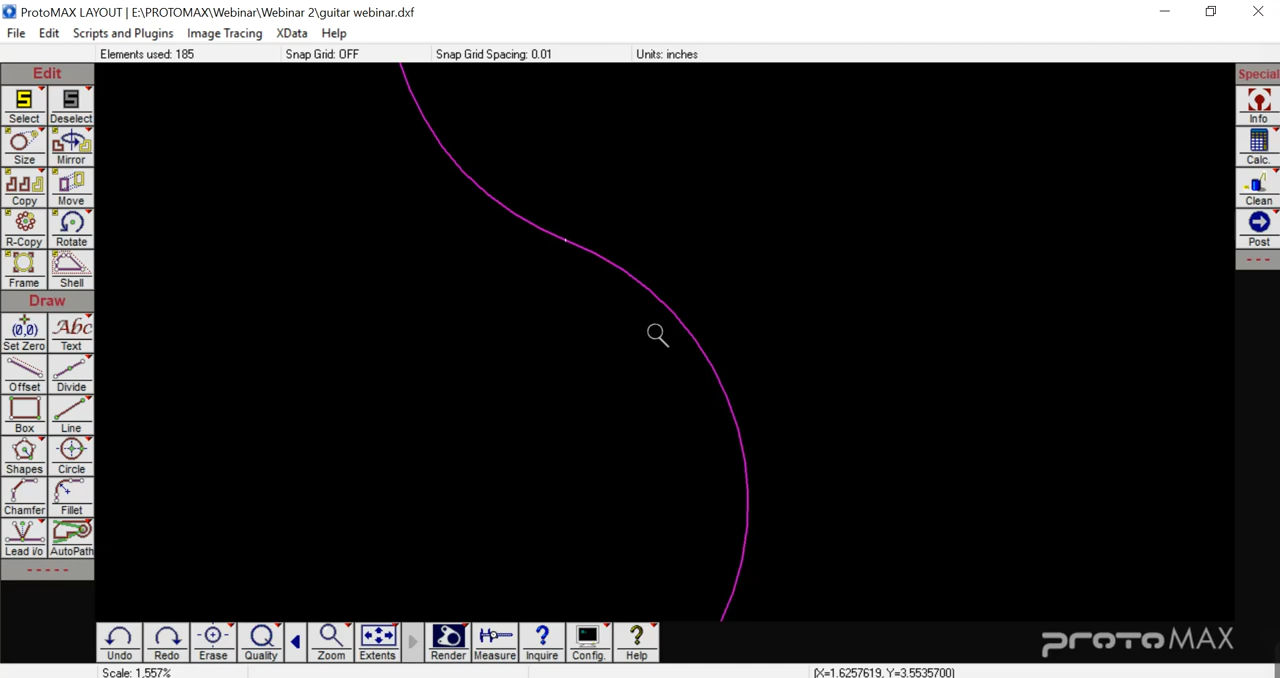 ProtoMAX LAYOUT | E:\PROTOMAX\Webinar\Webinar 2\guitar webinar.dxf
File Edit Scripts and Plugins Image Tracing XData Help
Elements used: 185 Snap Grid: OFF Snap Grid Spacing: 0.01 Units: inches
Edit
Special
Select Deselect
Info
Size Mirror
Calc.
Copy Move
Clean
R-Copy Rotate
Post
Frame Shell
Draw
(0,0) Abc
Set Zero Text
Offset Divide
Box Line
Shapes Circle
Chamfer Fillet
Lead i/o AutoPath
Undo Redo Erase Quality Zoom Extents Render Measure Inquire Config. Help
PROTOMAX
Scale: 1,557% [X=1.6257619, Y=3.5535700)